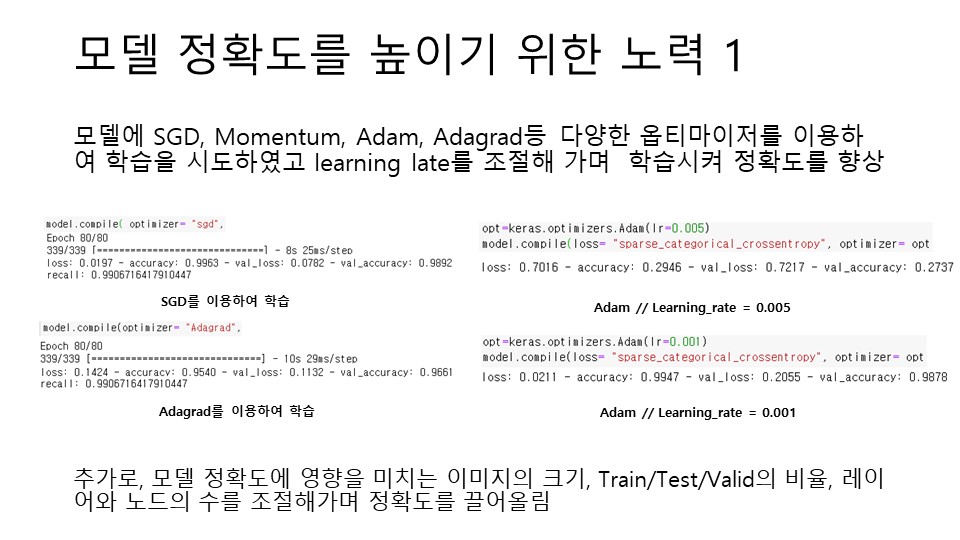 모델 정확도를 높이기 위한 노력 1
모델에 SGD, Momentum, Adam, Adagrad등 다양한 옵티마이저를 이용하
여 학습을 시도하였고 learning late를 조절해 가며 학습시켜 정확도를 향상
model.compile( optimizer= "sgd",
Epoch 80/80
339/339 [==============================] - 8s 25ms/step
loss: 0.0197 - accuracy: 0.9963 - val_loss: 0.0782 - val_accuracy: 0.9892
recall: 0.9906716417910447
SGD를 이용하여 학습
model.compile(optimizer= "Adagrad",
Epoch 80/80
339/339 [==============================] - 10s 29ms/step
loss: 0.1424 - accuracy: 0.9540 - val_loss: 0.1132 - val_accuracy: 0.9661
recall: 0.9906716417910447
Adagrad를 이용하여 학습
opt=keras.optimizers.Adam(lr=0.005)
model.compile(loss= "sparse_categorical_crossentropy", optimizer= opt
loss: 0.7016 - accuracy: 0.2946 - val_loss: 0.7217 - val_accuracy: 0.2737
Adam // Learning_rate = 0.005
opt=keras.optimizers.Adam(lr=0.001)
model.compile(loss= "sparse_categorical_crossentropy", optimizer= opt
loss: 0.0211 - accuracy: 0.9947 - val_loss: 0.2055 - val_accuracy: 0.9878
Adam // Learning_rate = 0.001
추가로, 모델 정확도에 영향을 미치는 이미지의 크기, Train/Test/Valid의 비율, 레이
어와 노드의 수를 조절해가며 정확도를 끌어올림